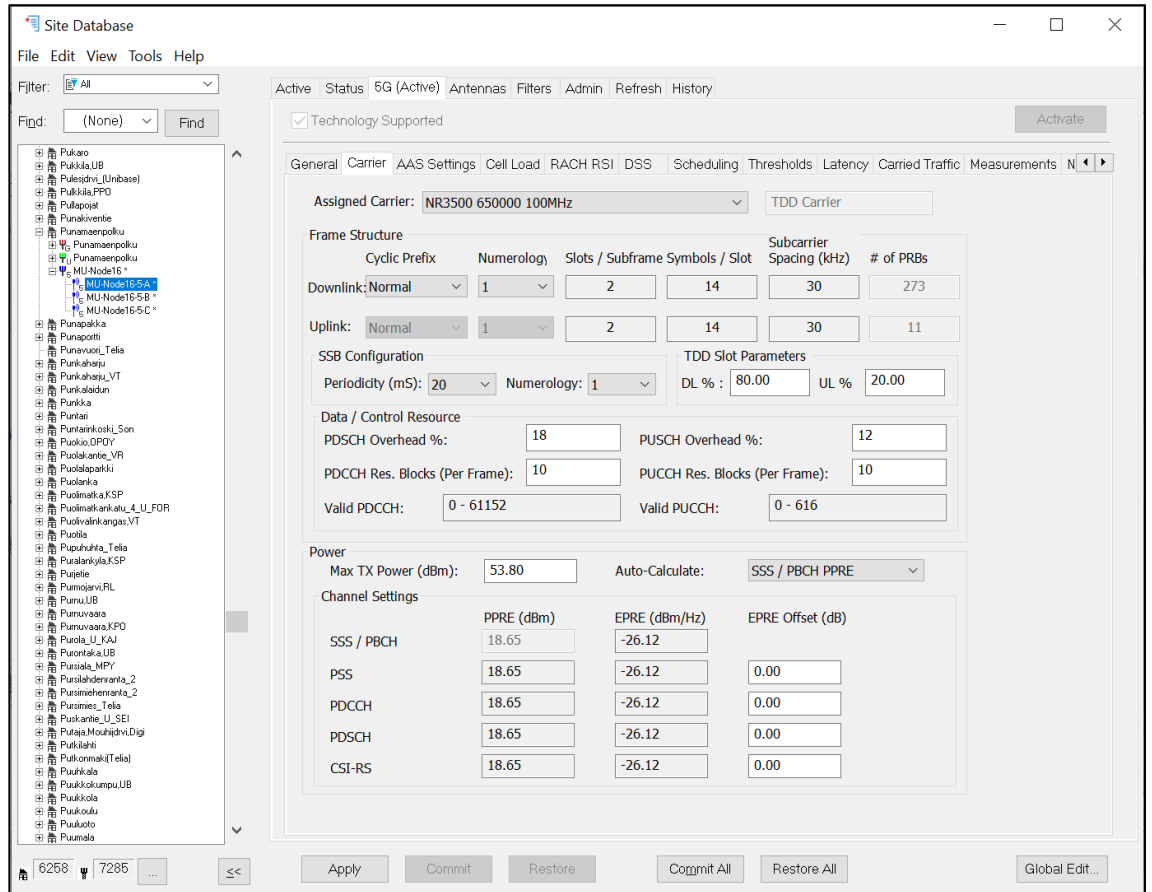 Site Database
File Edit View Tools Help
Filter: All
Find: (None) Find
Pukaro
Pukkila,UB
Pulesjdrvi_(Unibase)
Pulkkila,PPO
Pullapojat
Punakiventie
Punamaenpolku
G Punamaenpolku
U Punamaenpolku
5 MU-Node16 *
5 MU-Node16-5-A *
5 MU-Node16-5-B *
5 MU-Node16-5-C *
Punapakka
Punaportti
Punavuori_Telia
Punkaharju
Punkaharju_VT
Punkalaidun
Punkka
Puntari
Puntarinkoski_Son
Puokio,OPOY
Puolakantie_VR
Puolalaparkki
Puolanka
Puolimatka,KSP
Puolimatkankatu_4_U_FOR
Puolivalinkangas,VT
Puotila
Pupuhuhta_Telia
Puralankyla,KSP
Purjetie
Purmojarvi,RL
Purnu,UB
Purnuvaara
Purnuvaara,KPO
Purola_U_KAJ
Purontaka,UB
Pursiala_MPY
Pursilahdenranta_2
Pursimiehenranta_2
Pursimies_Telia
Puskantie_U_SEI
Putaja,Mouhijdrvi,Digi
Putkilahti
Putkonmaki(Telia)
Puuhkala
Puukkokumpu,UB
Puukkola
Puukoulu
Puuluoto
Puumala
6258 7285 ... <<
Active Status 5G (Active) Antennas Filters Admin Refresh History
Technology Supported Activate
General Carrier AAS Settings Cell Load RACH RSI DSS Scheduling Thresholds Latency Carried Traffic Measurements N
Assigned Carrier: NR3500 650000 100MHz TDD Carrier
Frame Structure
Cyclic Prefix Numerology Slots / Subframe Symbols / Slot Subcarrier Spacing (kHz) # of PRBs
Downlink: Normal 1 2 14 30 273
Uplink: Normal 1 2 14 30 11
SSB Configuration TDD Slot Parameters
Periodicity (mS): 20 Numerology: 1 DL % : 80.00 UL % 20.00
Data / Control Resource
PDSCH Overhead %: 18 PUSCH Overhead %: 12
PDCCH Res. Blocks (Per Frame): 10 PUCCH Res. Blocks (Per Frame): 10
Valid PDCCH: 0 - 61152 Valid PUCCH: 0 - 616
Power
Max TX Power (dBm): 53.80 Auto-Calculate: SSS / PBCH PPRE
Channel Settings
PPRE (dBm) EPRE (dBm/Hz) EPRE Offset (dB)
SSS / PBCH 18.65 -26.12
PSS 18.65 -26.12 0.00
PDCCH 18.65 -26.12 0.00
PDSCH 18.65 -26.12 0.00
CSI-RS 18.65 -26.12 0.00
Apply Commit Restore Commit All Restore All Global Edit...